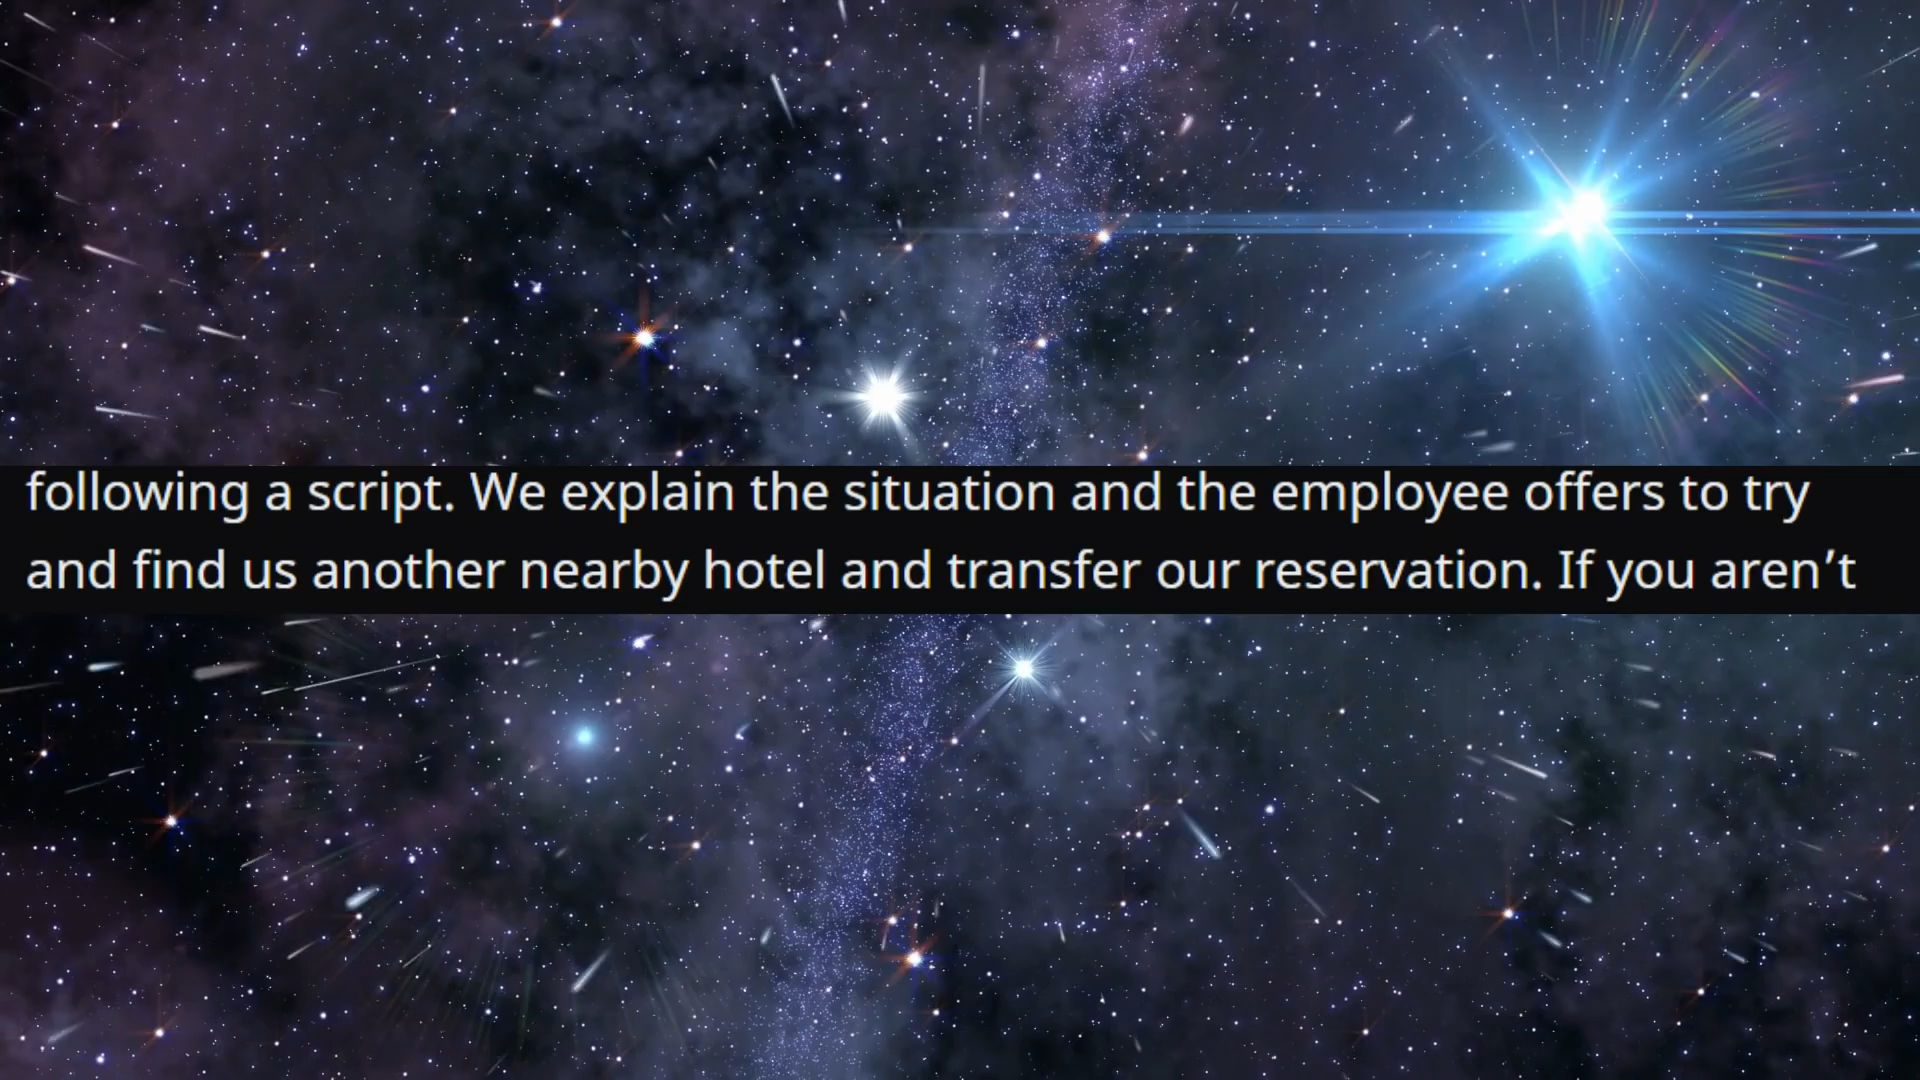 following a script. We explain the situation and the employee offers to try
and find us another nearby hotel and transfer our reservation. If you aren’t